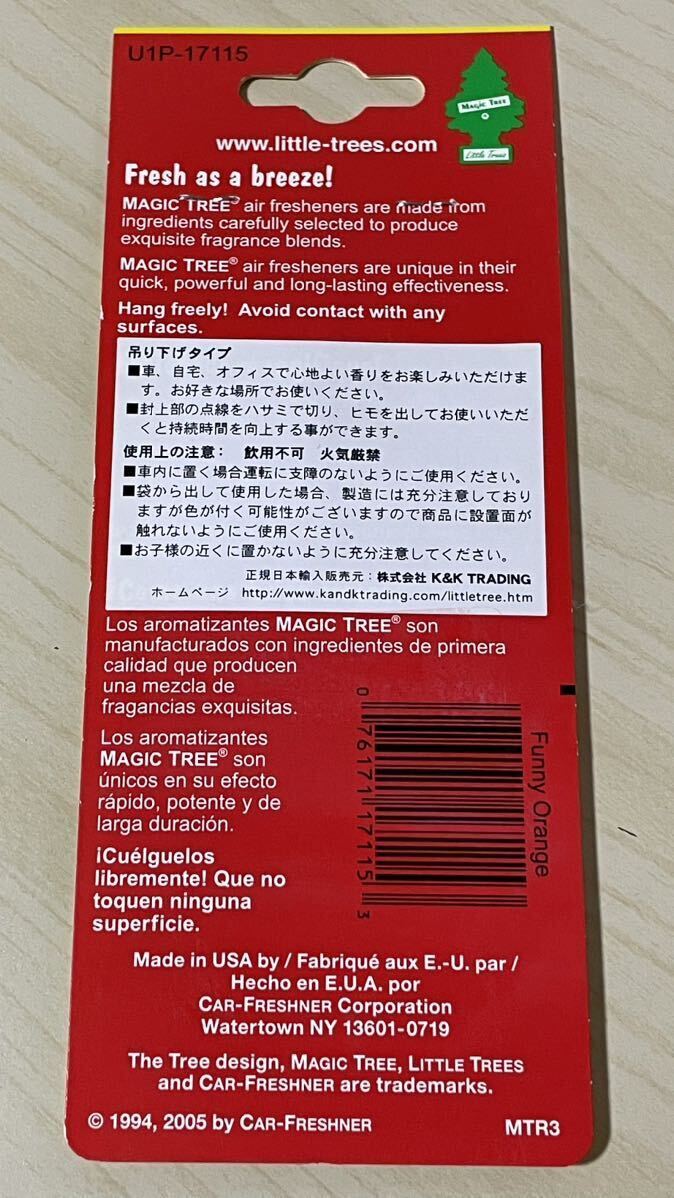 U1P-17115
MAGIC TREE
Little Trees
www.little-trees.com
Fresh as a breeze!
MAGIC TREE® air fresheners are made from
ingredients carefully selected to produce
exquisite fragrance blends.
MAGIC TREE® air fresheners are unique in their
quick, powerful and long-lasting effectiveness.
Hang freely! Avoid contact with any
surfaces.
吊り下げタイプ
■車、自宅、オフィスで心地よい香りをお楽しみいただけま
す。お好きな場所でお使いください。
■封上部の点線をハサミで切り、ヒモを出してお使いいただ
くと持続時間を向上する事ができます。
使用上の注意： 飲用不可 火気厳禁
■車内に置く場合運転に支障のないようにご使用ください。
■袋から出して使用した場合、製造には充分注意しており
ますが色が付く可能性がございますので商品に設置面が
触れないようにご使用ください。
■お子様の近くに置かないように充分注意してください。
正規日本輸入販売元：株式会社 K&K TRADING
ホームページ http://www.kandktrading.com/littletree.htm
Los aromatizantes MAGIC TREE® son
manufacturados con ingredientes de primera
calidad que producen
una mezcla de
fragancias exquisitas.
Los aromatizantes
MAGIC TREE® son
únicos en su efecto
rápido, potente y de
larga duración.
¡Cuélguelos
libremente! Que no
toquen ninguna
superficie.
0 76171 17115 3
Funny Orange
Made in USA by / Fabriqué aux E.-U. par /
Hecho en E.U.A. por
CAR-FRESHNER Corporation
Watertown NY 13601-0719
The Tree design, MAGIC TREE, LITTLE TREES
and CAR-FRESHNER are trademarks.
© 1994, 2005 by CAR-FRESHNER
MTR3